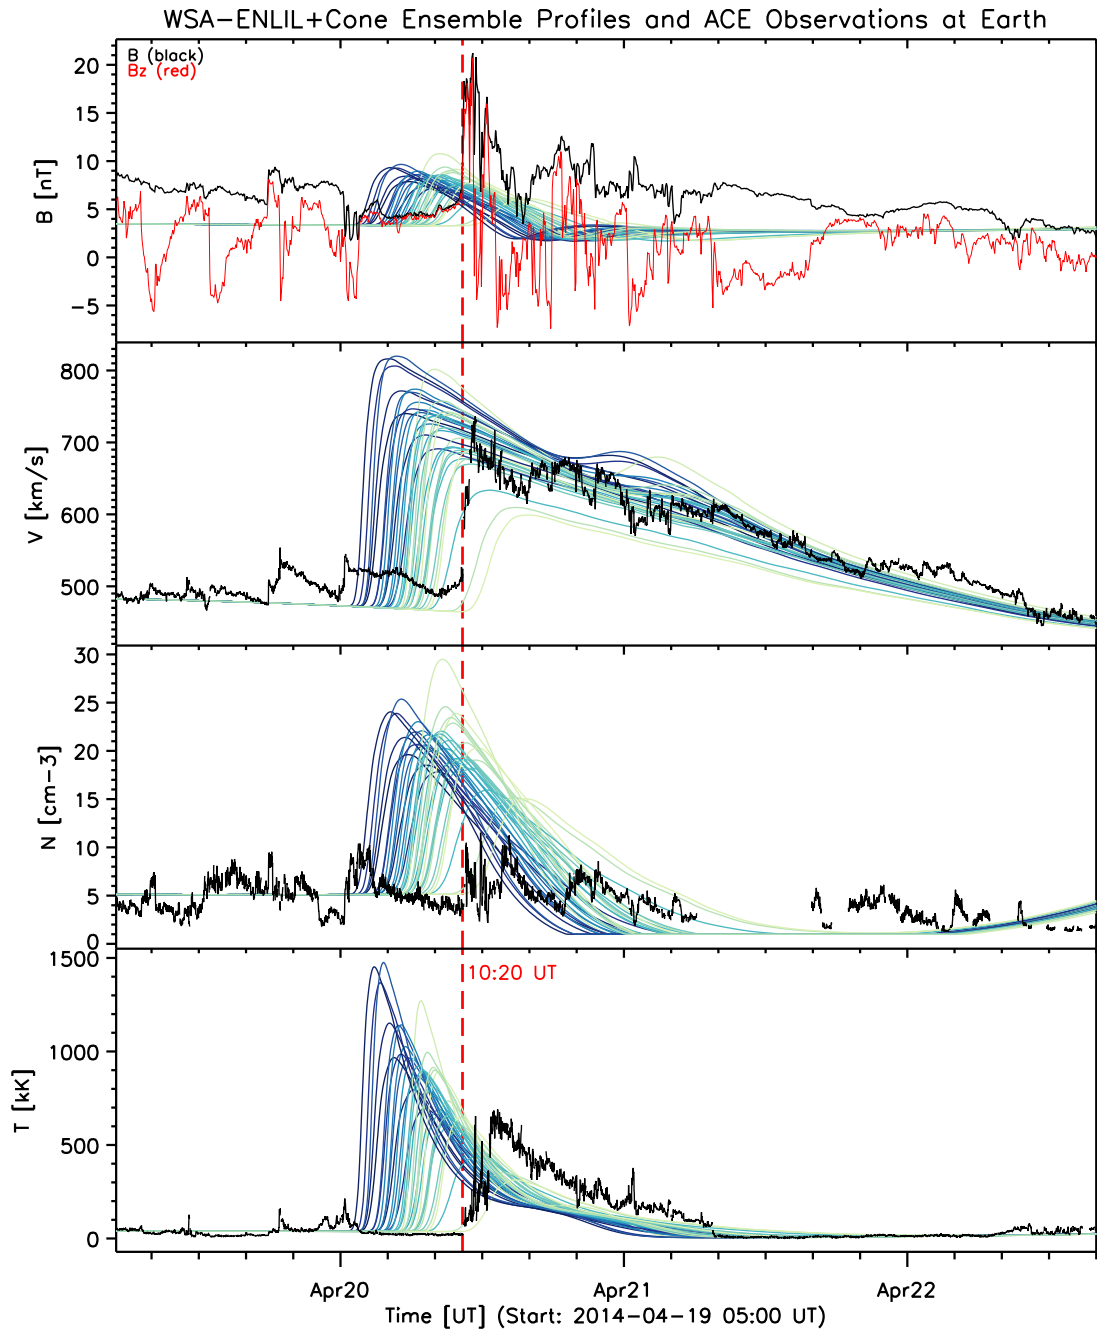 WSA-ENLIL+Cone Ensemble Profiles and ACE Observations at Earth
B (black)
Bz (red)
20
15
10
5
0
-5
B [nT]
800
700
600
500
V [km/s]
30
25
20
15
10
5
0
N [cm-3]
1500
1000
500
0
T [kK]
10:20 UT
Apr20 Apr21 Apr22
Time [UT] (Start: 2014-04-19 05:00 UT)